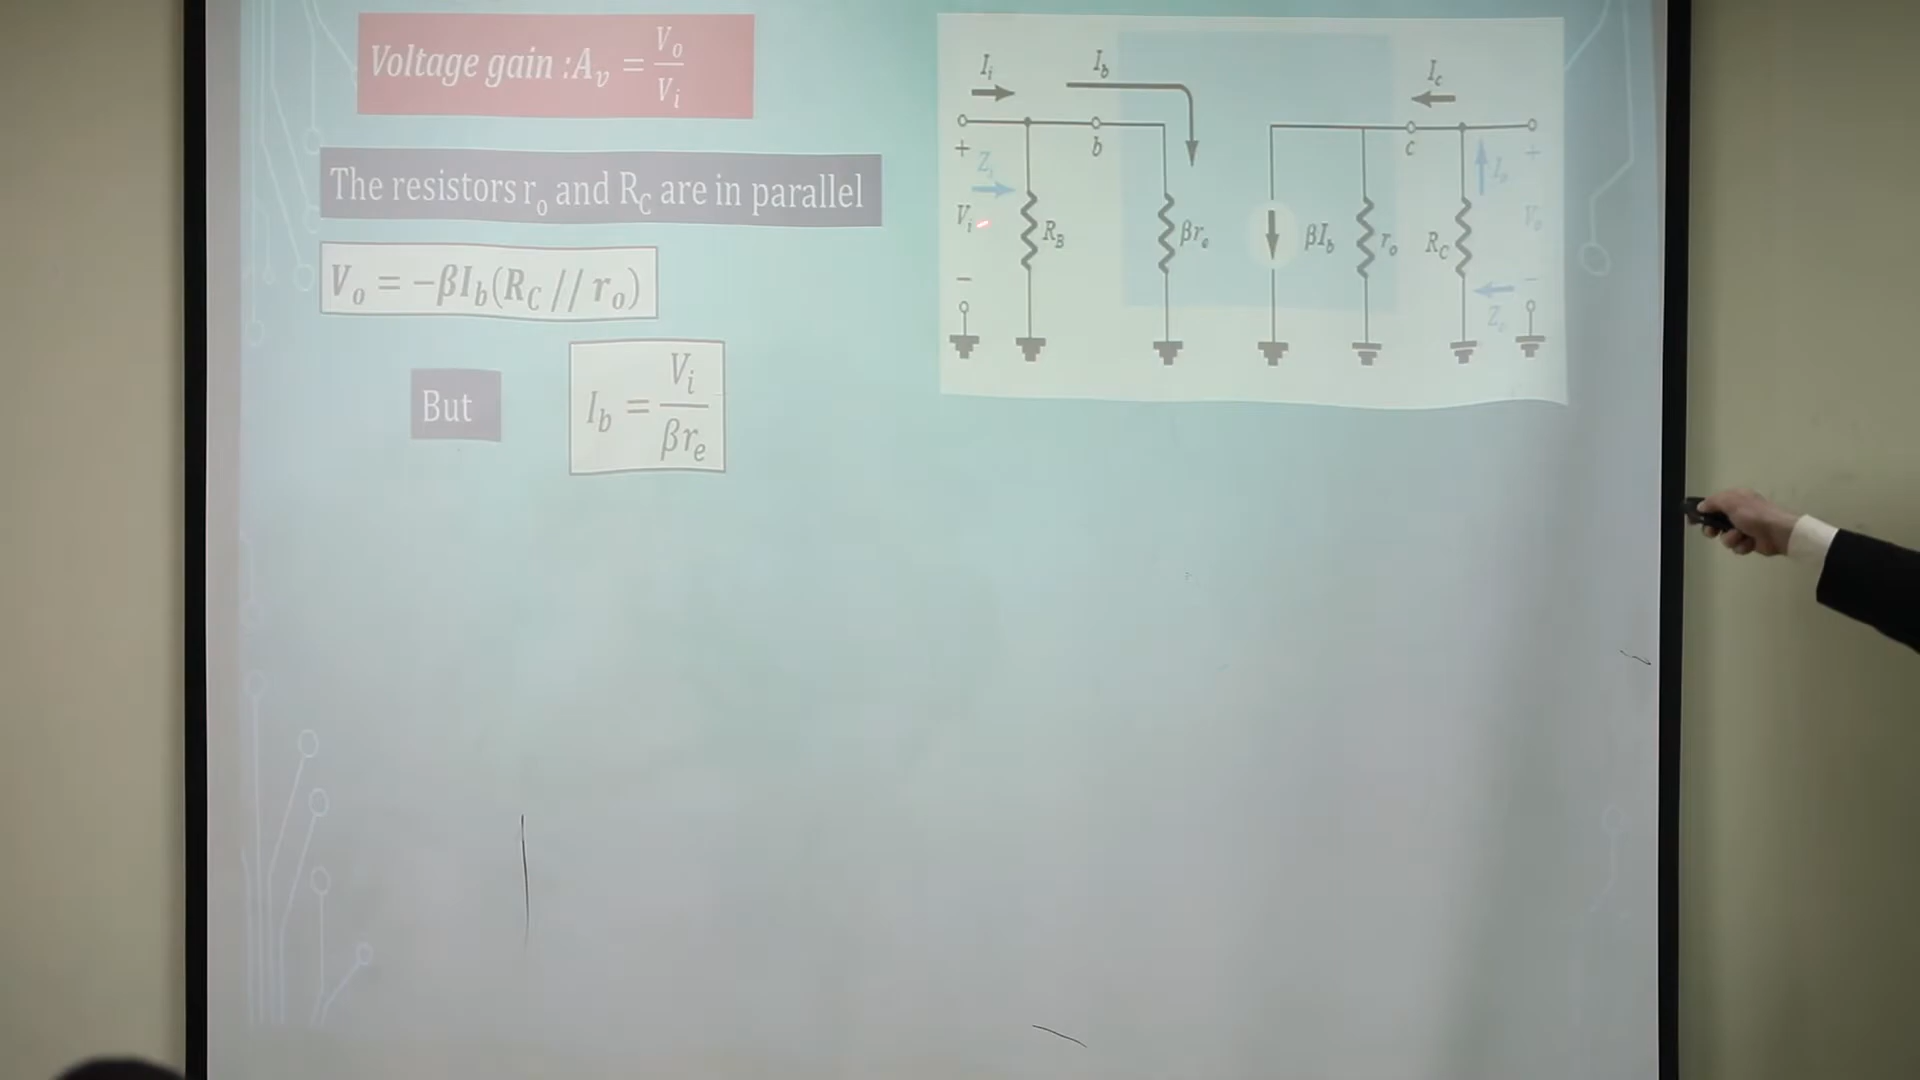 Voltage gain : A_v = V_o / V_i
The resistors r_o and R_C are in parallel
V_o = −βI_b(R_C // r_o)
But I_b = V_i / βr_e
I_i I_b I_c
b c
+ Z_i I_o +
V_i R_B βr_e βI_b r_o R_C V_o
− Z_o −